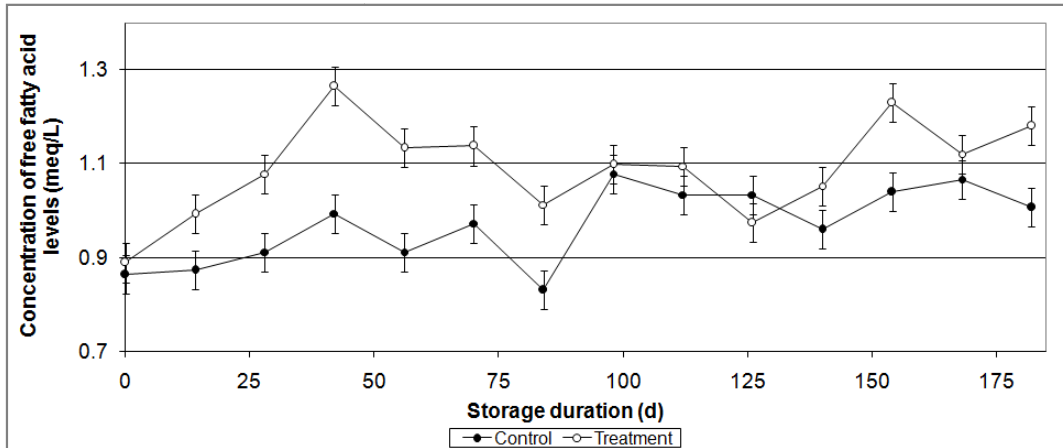 Concentration of free fatty acid
levels (meq/L)
1.3
1.1
0.9
0.7
0 25 50 75 100 125 150 175
Storage duration (d)
Control Treatment